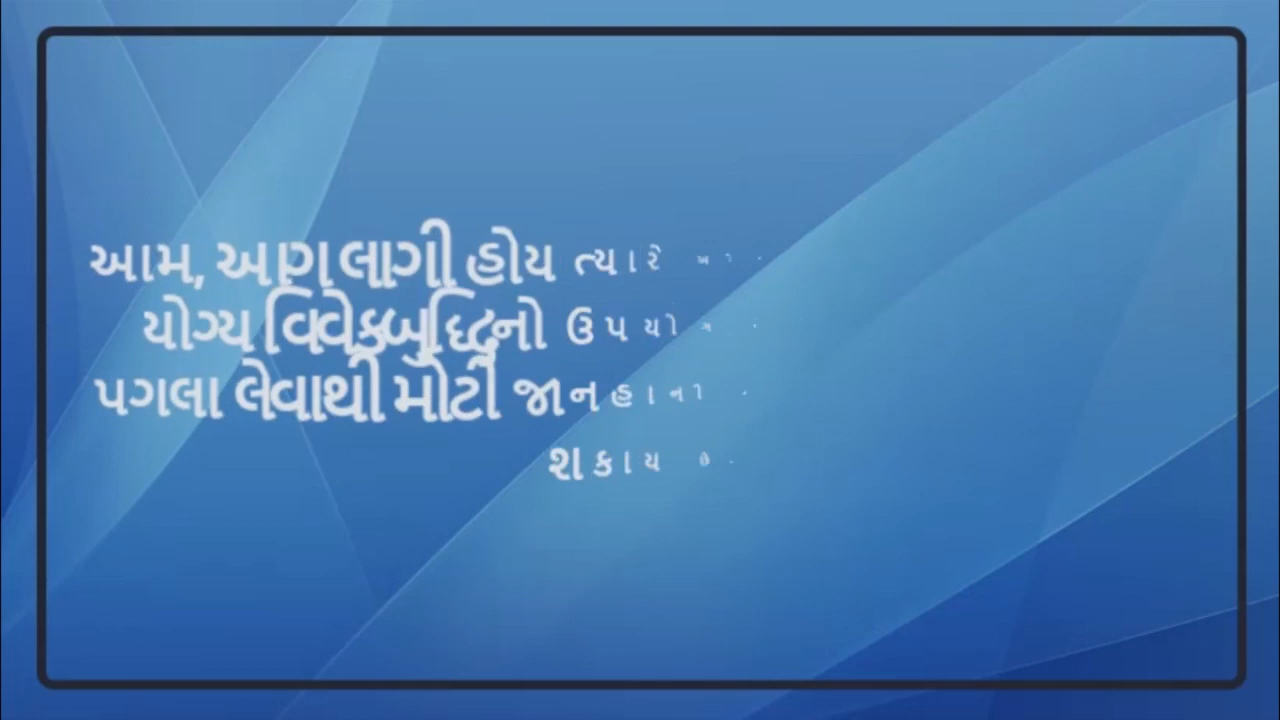 આમ, આગ લાગી હોય ત્યારે
યોગ્ય વિવેકબુદ્ધિનો ઉપયોગ
પગલા લેવાથી મોટી જાનહાની
શકાય છે.